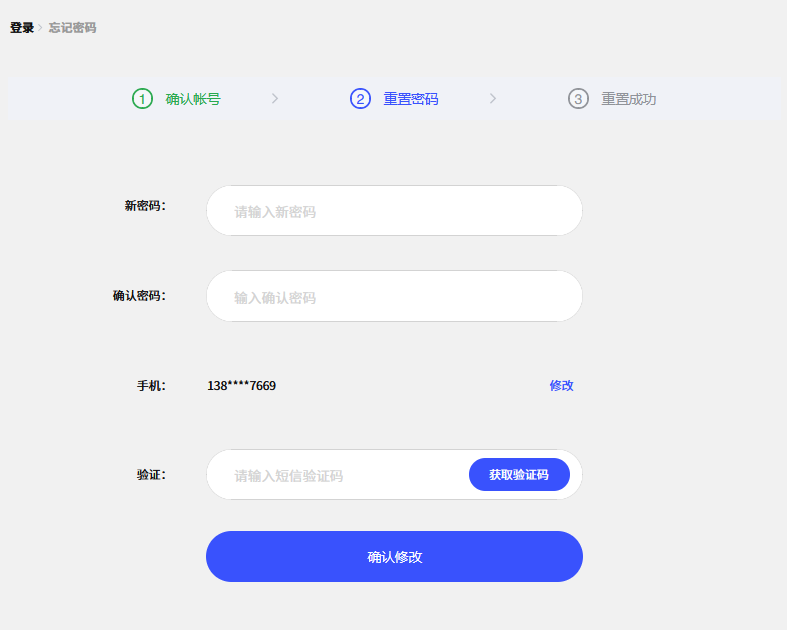 登录 > 忘记密码
1 确认帐号 > 2 重置密码 > 3 重置成功
新密码： 请输入新密码
确认密码： 输入确认密码
手机： 138****7669 修改
验证： 请输入短信验证码 获取验证码
确认修改